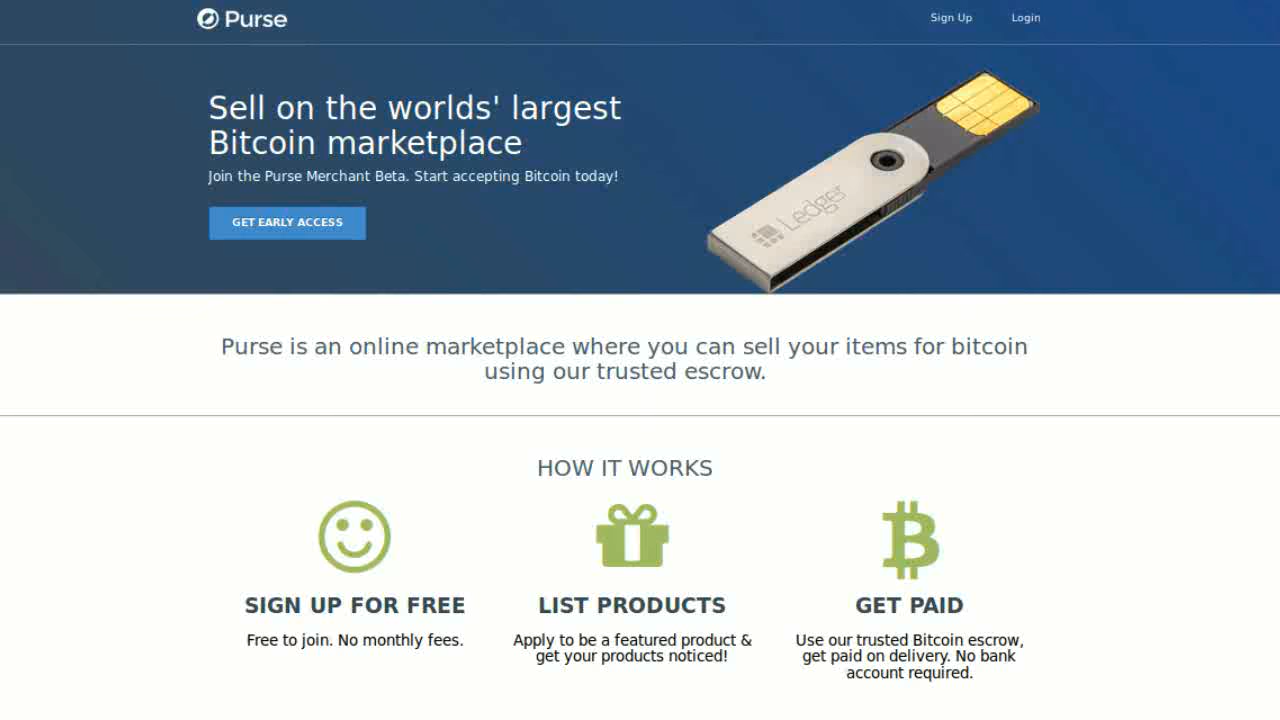 Purse
Sign Up
Login
Sell on the worlds' largest
Bitcoin marketplace
Join the Purse Merchant Beta. Start accepting Bitcoin today!
GET EARLY ACCESS
Ledger
Purse is an online marketplace where you can sell your items for bitcoin
using our trusted escrow.
HOW IT WORKS
SIGN UP FOR FREE
Free to join. No monthly fees.
LIST PRODUCTS
Apply to be a featured product &
get your products noticed!
GET PAID
Use our trusted Bitcoin escrow,
get paid on delivery. No bank
account required.